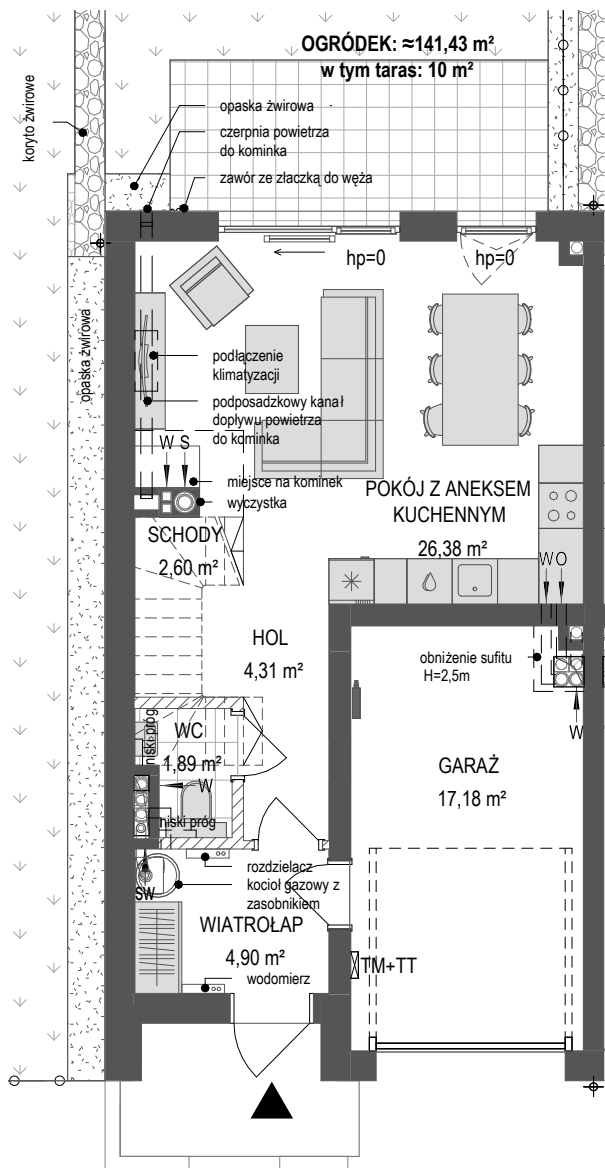 OGRÓDEK: ≈141,43 m²
w tym taras: 10 m²
koryto żwirowe
opaska żwirowa
czerpnia powietrza
do kominka
zawór ze złaczką do węża
hp=0
hp=0
opaska żwirowa
podłączenie
klimatyzacji
podposadzkowy kanał
dopływu powietrza
do kominka
W S
miejsce na kominek
wyczystka
POKÓJ Z ANEKSEM
KUCHENNYM
26,38 m²
SCHODY
2,60 m²
W O
HOL
4,31 m²
obniżenie sufitu
H=2,5m
W
niski próg
WC
1,89 m²
W
niski próg
GARAŻ
17,18 m²
rozdzielacz
kocioł gazowy z
zasobnikiem
SW
WIATROŁAP
4,90 m²
wodomierz
TM+TT